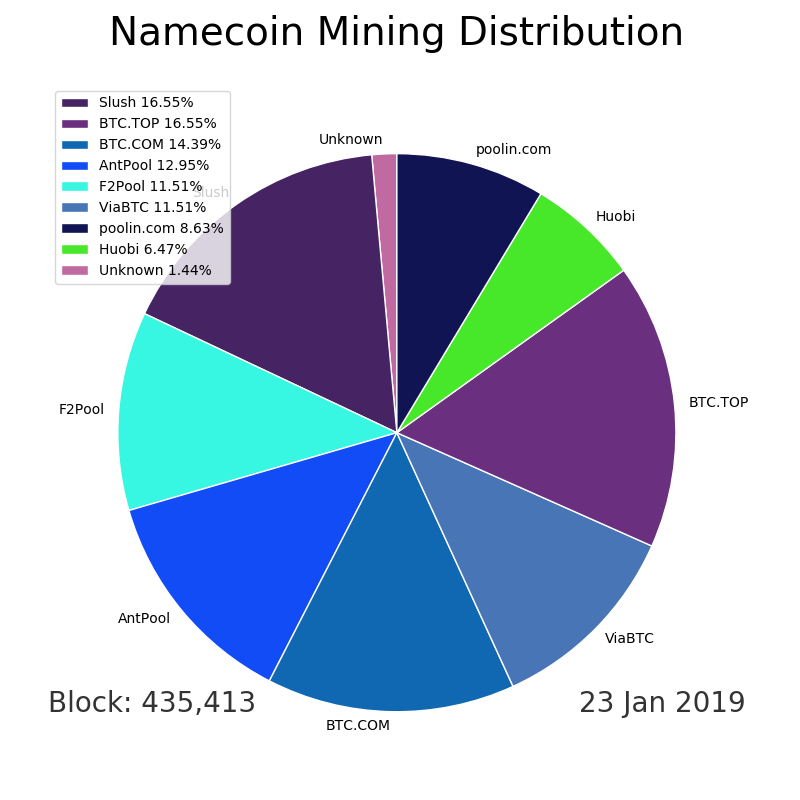 Namecoin Mining Distribution
Slush 16.55%
BTC.TOP 16.55%
BTC.COM 14.39%
AntPool 12.95%
F2Pool 11.51%
ViaBTC 11.51%
poolin.com 8.63%
Huobi 6.47%
Unknown 1.44%
Unknown
poolin.com
Slush
Huobi
BTC.TOP
F2Pool
AntPool
ViaBTC
Block: 435,413
23 Jan 2019
BTC.COM